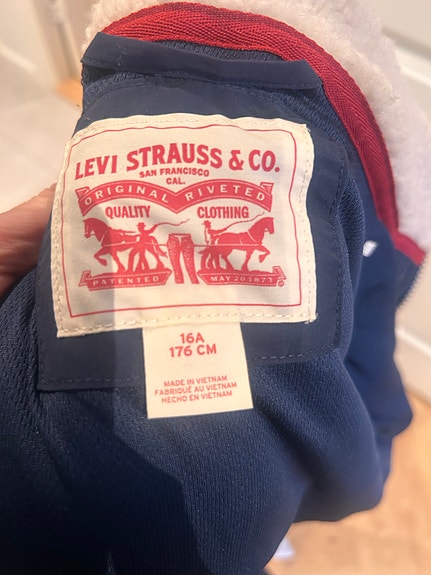 LEVI STRAUSS & CO.
SAN FRANCISCO
CAL.
ORIGINAL RIVETED
QUALITY CLOTHING
PATENTED MAY 20 1873
16A
176 CM
MADE IN VIETNAM
FABRIQUÉ AU VIETNAM
HECHO EN VIETNAM